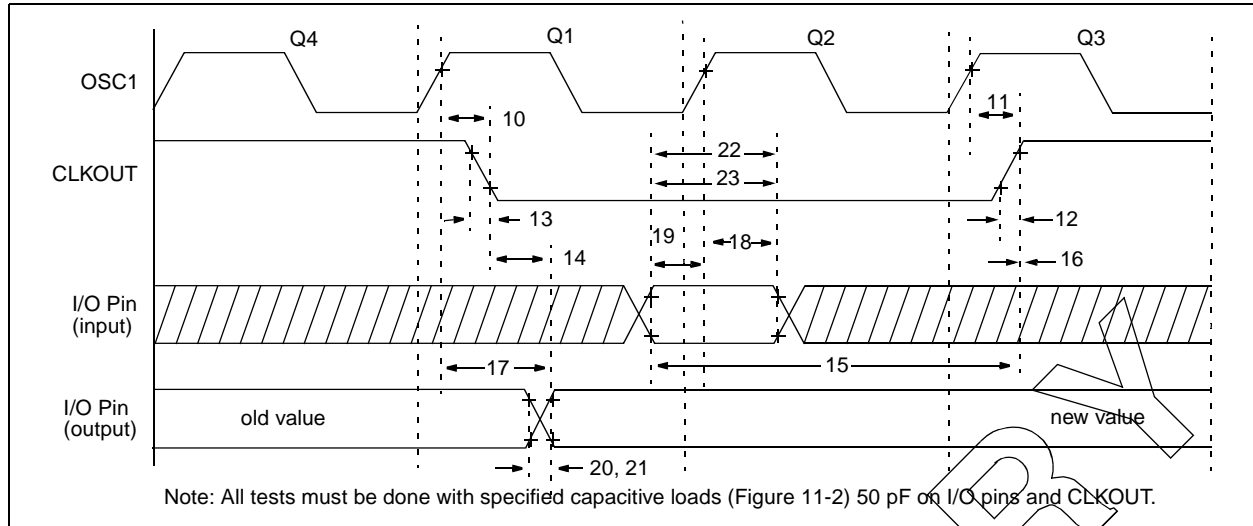 Q4 Q1 Q2 Q3
OSC1
10 11
22
CLKOUT
23
13 12
19 18
14 16
I/O Pin
(input)
17 15
I/O Pin
(output)
old value new value
20, 21
Note: All tests must be done with specified capacitive loads (Figure 11-2) 50 pF on I/O pins and CLKOUT.
R Y